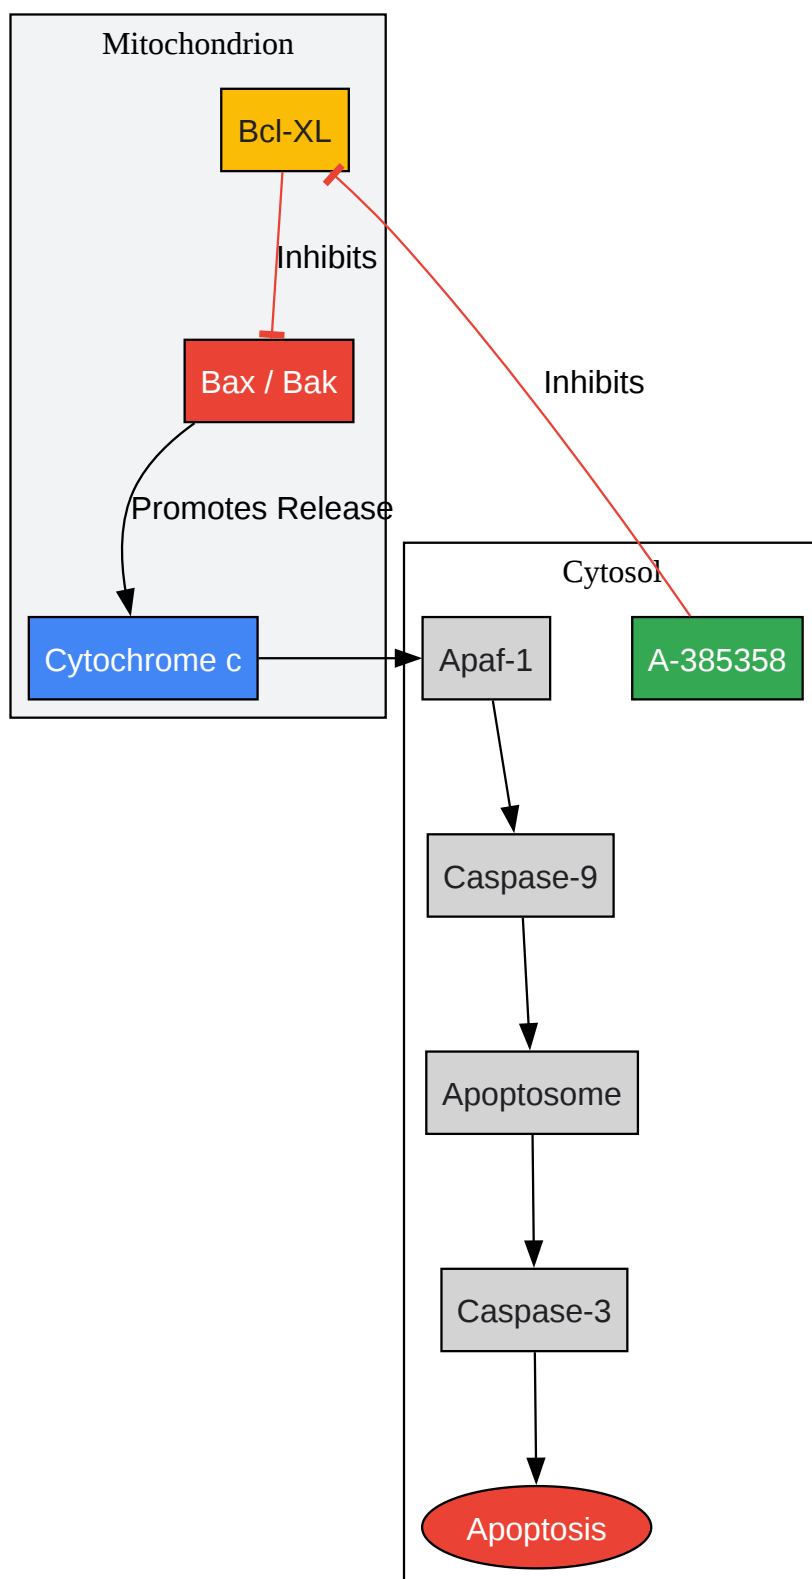 Mitochondrion
Bcl-XL
Inhibits
Bax / Bak
Inhibits
Promotes Release
Cytosol
Cytochrome c
Apaf-1
A-385358
Caspase-9
Apoptosome
Caspase-3
Apoptosis